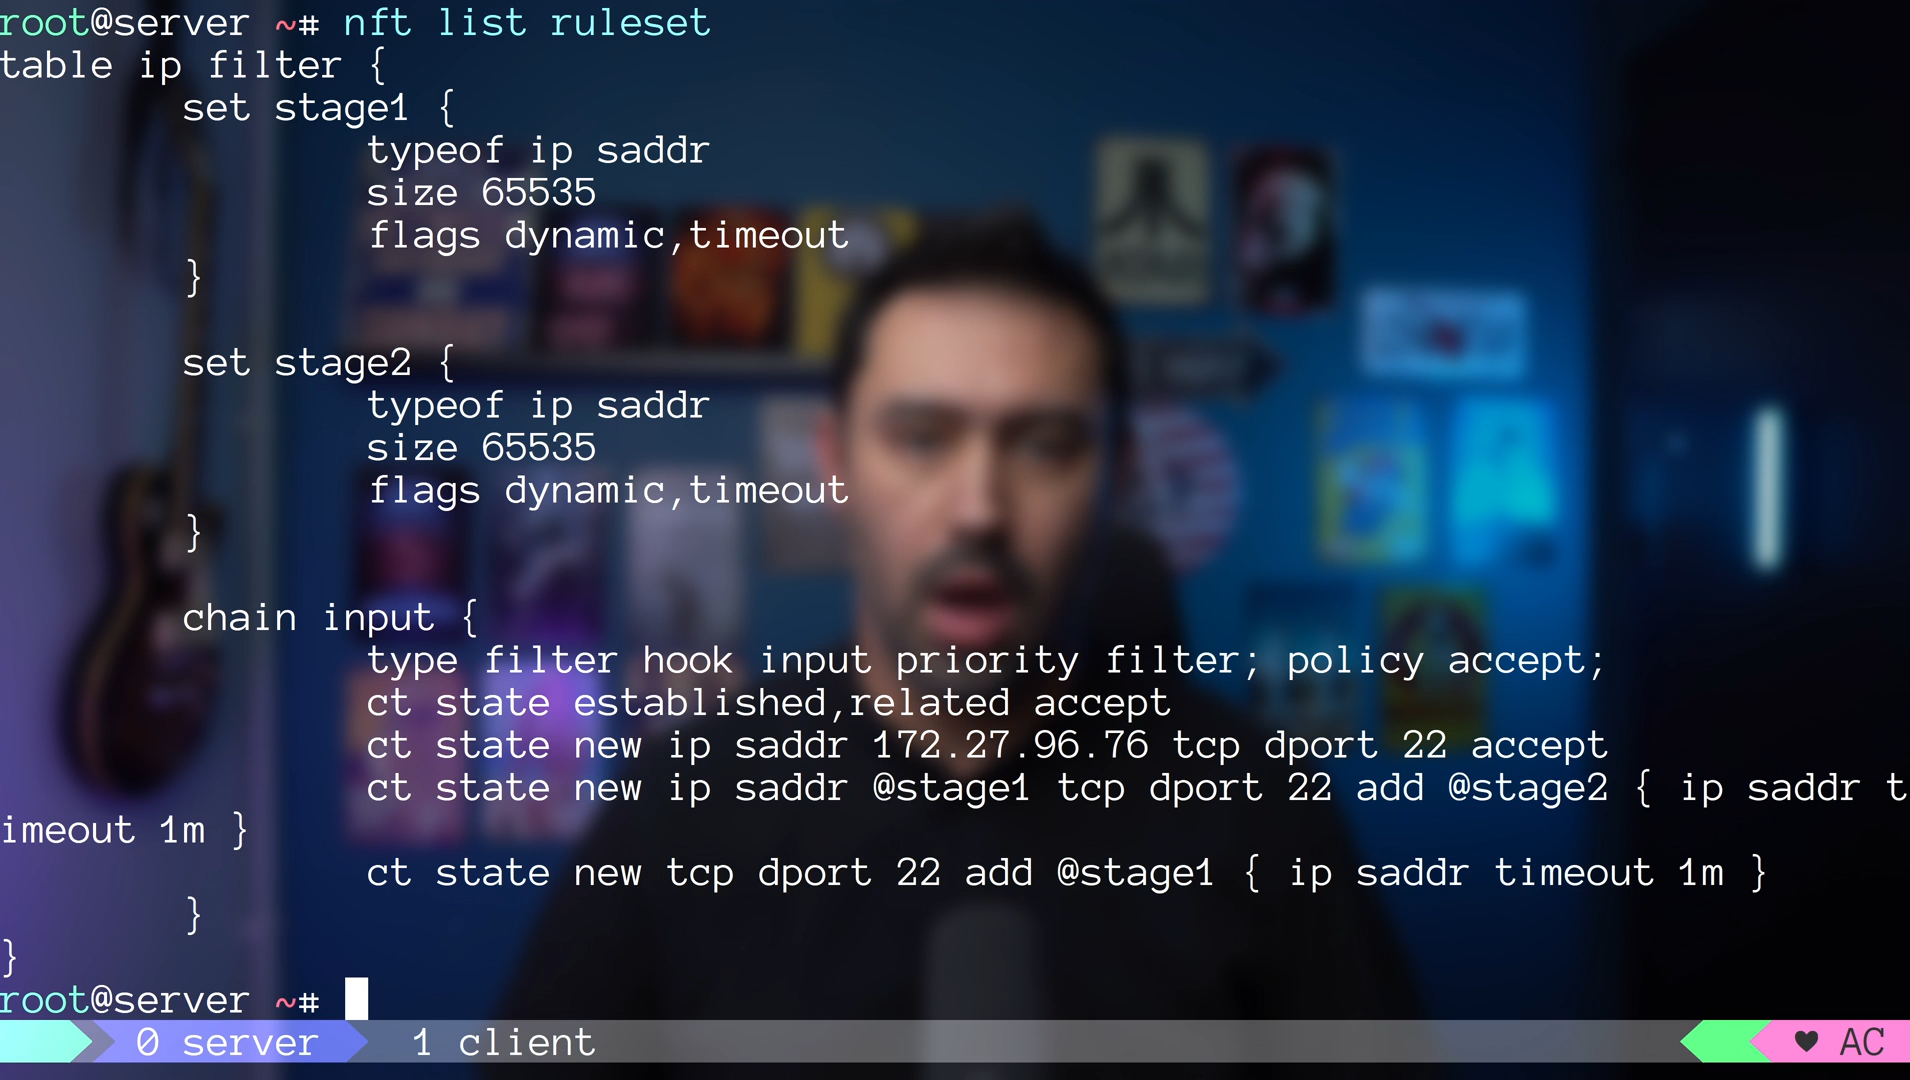 root@server ~# nft list ruleset
table ip filter {
        set stage1 {
                typeof ip saddr
                size 65535
                flags dynamic,timeout
        }

        set stage2 {
                typeof ip saddr
                size 65535
                flags dynamic,timeout
        }

        chain input {
                type filter hook input priority filter; policy accept;
                ct state established,related accept
                ct state new ip saddr 172.27.96.76 tcp dport 22 accept
                ct state new ip saddr @stage1 tcp dport 22 add @stage2 { ip saddr t
imeout 1m }
                ct state new tcp dport 22 add @stage1 { ip saddr timeout 1m }
        }
}
root@server ~#
0 server 1 client ♥ AC